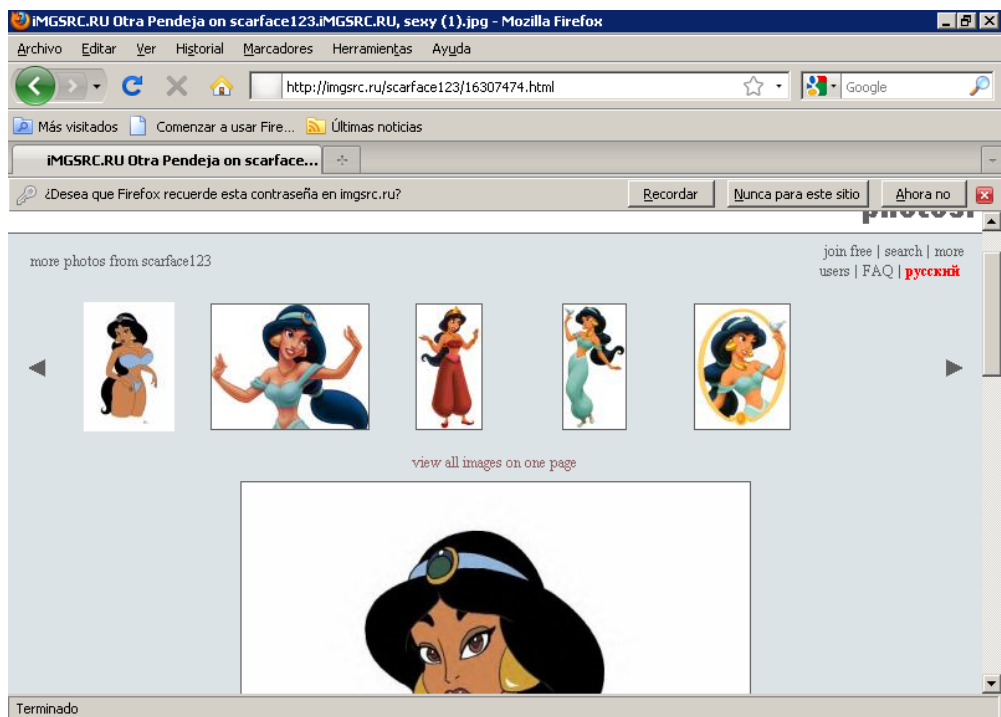 iMGSRC.RU Otra Pendeja on scarface123.iMGSRC.RU, sexy (1).jpg - Mozilla Firefox
Archivo Editar Ver Historial Marcadores Herramientas Ayuda
http://imgsrc.ru/scarface123/16307474.html
Google
Más visitados Comenzar a usar Fire... Últimas noticias
iMGSRC.RU Otra Pendeja on scarface...
¿Desea que Firefox recuerde esta contraseña en imgsrc.ru? Recordar Nunca para este sitio Ahora no
more photos from scarface123
join free | search | more
users | FAQ | русский
view all images on one page
Terminado